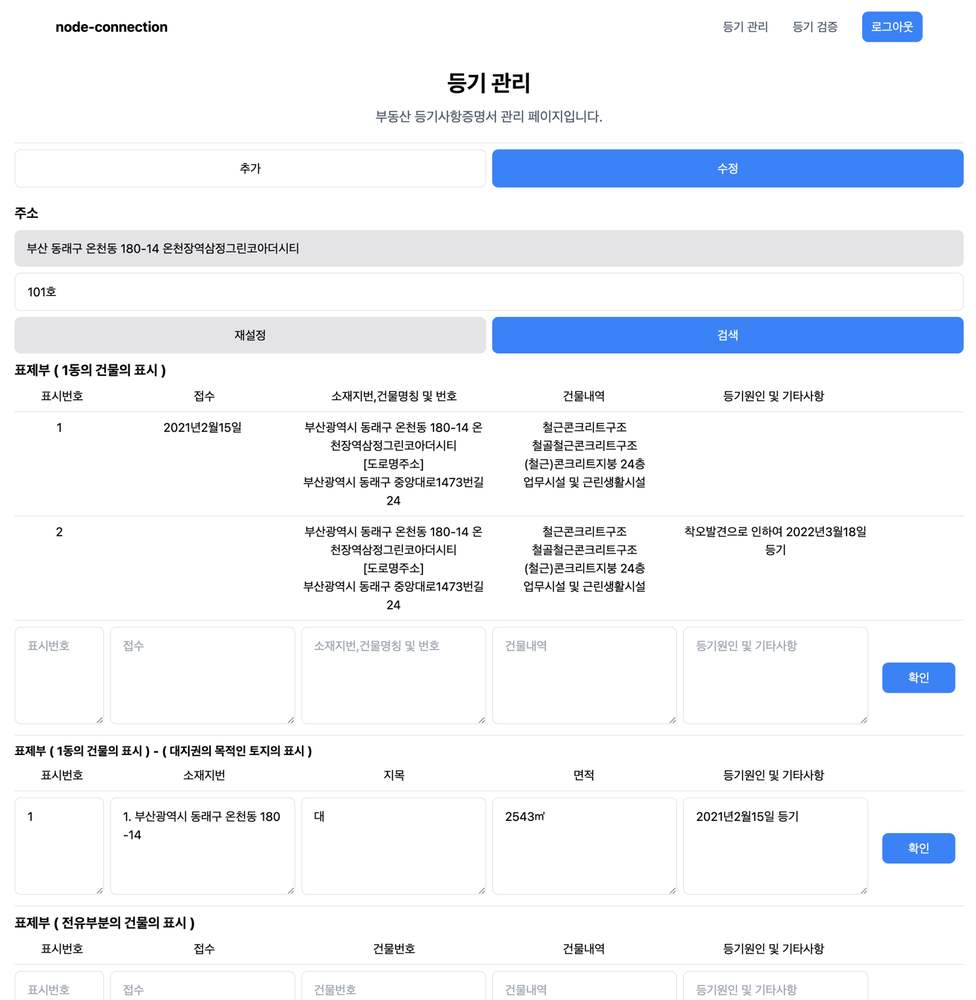 node-connection
등기 관리
등기 검증
로그아웃
등기 관리
부동산 등기사항증명서 관리 페이지입니다.
추가
수정
주소
부산 동래구 온천동 180-14 온천장역삼정그린코아더시티
101호
재설정
검색
표제부 ( 1동의 건물의 표시 )
표시번호
접수
소재지번,건물명칭 및 번호
건물내역
등기원인 및 기타사항
1
2021년2월15일
부산광역시 동래구 온천동 180-14 온
천장역삼정그린코아더시티
[도로명주소]
부산광역시 동래구 중앙대로1473번길
24
철근콘크리트구조
철골철근콘크리트구조
(철근)콘크리트지붕 24층
업무시설 및 근린생활시설
2
부산광역시 동래구 온천동 180-14 온
천장역삼정그린코아더시티
[도로명주소]
부산광역시 동래구 중앙대로1473번길
24
철근콘크리트구조
철골철근콘크리트구조
(철근)콘크리트지붕 24층
업무시설 및 근린생활시설
착오발견으로 인하여 2022년3월18일
등기
표시번호
접수
소재지번,건물명칭 및 번호
건물내역
등기원인 및 기타사항
확인
표제부 ( 1동의 건물의 표시 ) - ( 대지권의 목적인 토지의 표시 )
표시번호
소재지번
지목
면적
등기원인 및 기타사항
1
1. 부산광역시 동래구 온천동 180
-14
대
2543㎡
2021년2월15일 등기
확인
표제부 ( 전유부분의 건물의 표시 )
표시번호
접수
건물번호
건물내역
등기원인 및 기타사항
표시번호
접수
건물번호
건물내역
등기원인 및 기타사항